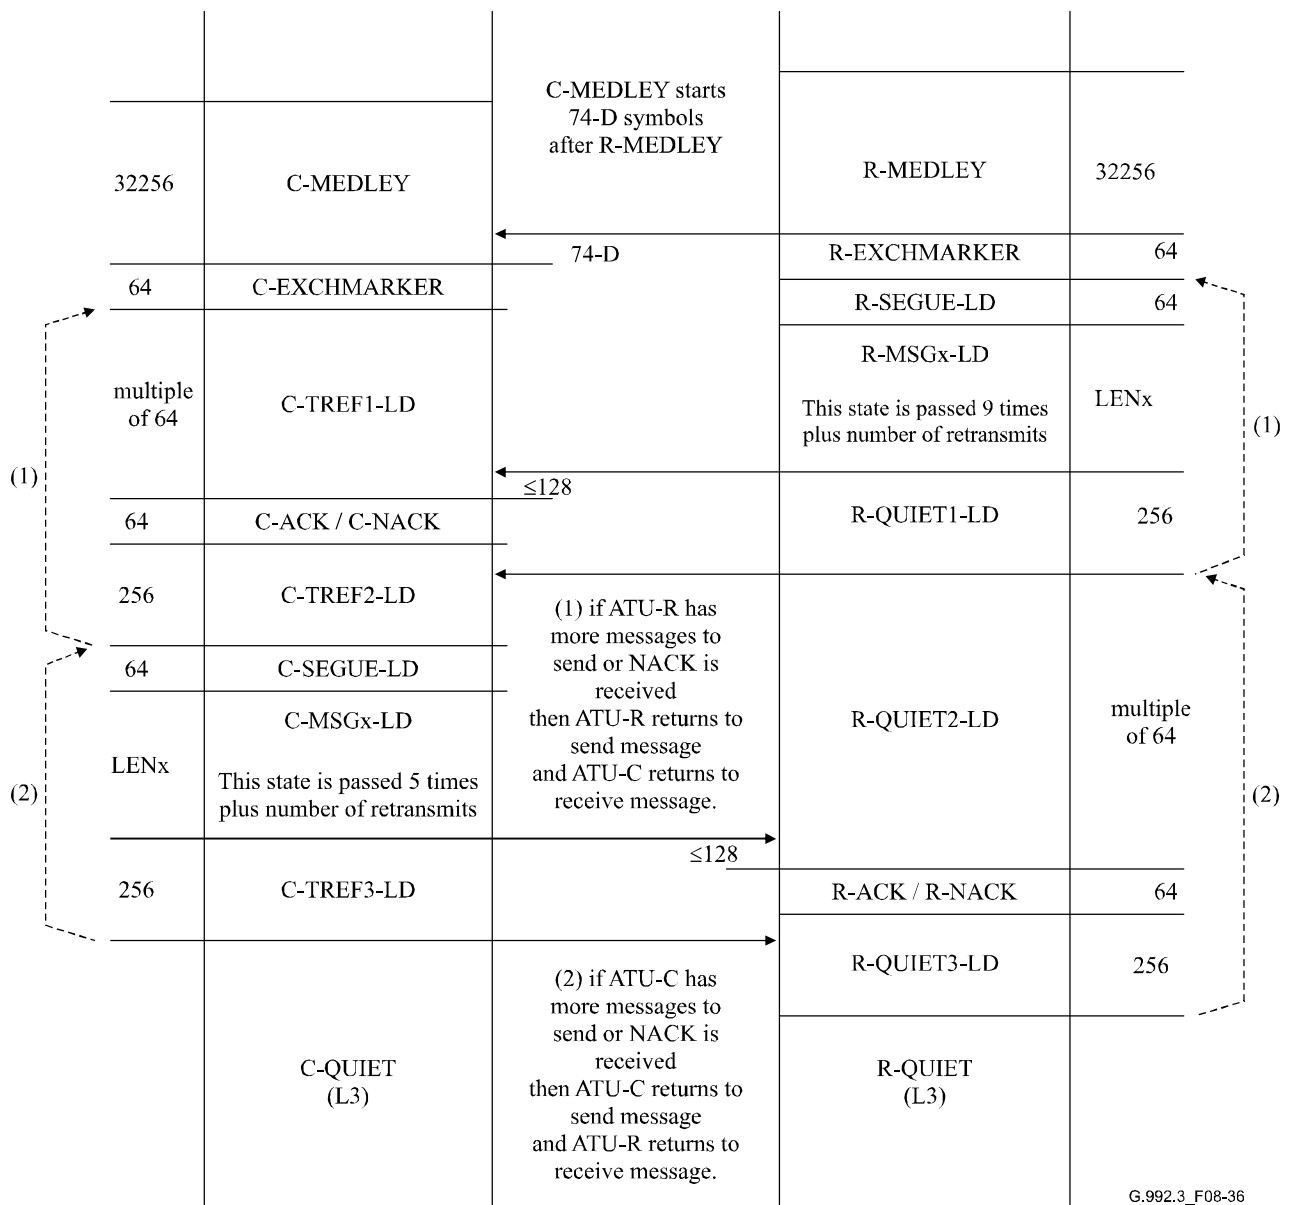 C-MEDLEY starts
74-D symbols
after R-MEDLEY
32256
C-MEDLEY
R-MEDLEY
32256
74-D
R-EXCHMARKER
64
64
C-EXCHMARKER
R-SEGUE-LD
64
multiple
of 64
C-TREF1-LD
R-MSGx-LD
This state is passed 9 times
plus number of retransmits
LENx
(1)
(1)
≤128
64
C-ACK / C-NACK
R-QUIET1-LD
256
256
C-TREF2-LD
(1) if ATU-R has
more messages to
send or NACK is
received
then ATU-R returns to
send message
and ATU-C returns to
receive message.
64
C-SEGUE-LD
R-QUIET2-LD
multiple
of 64
C-MSGx-LD
LENx
This state is passed 5 times
plus number of retransmits
(2)
(2)
≤128
256
C-TREF3-LD
R-ACK / R-NACK
64
R-QUIET3-LD
256
(2) if ATU-C has
more messages to
send or NACK is
received
then ATU-C returns to
send message
and ATU-R returns to
receive message.
C-QUIET
(L3)
R-QUIET
(L3)
G.992.3_F08-36